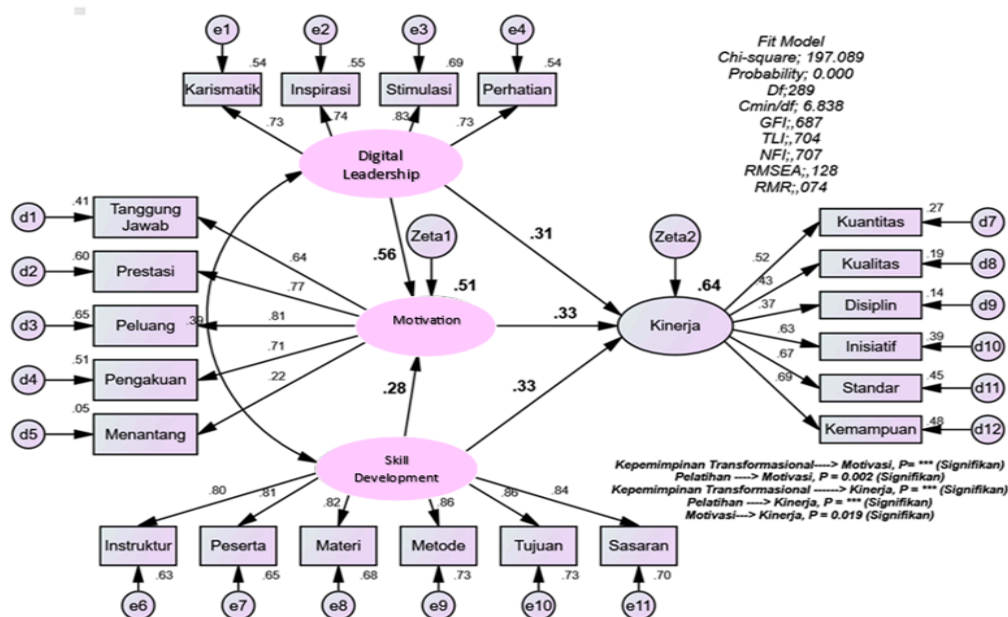 e1 e2 e3 e4
.54 .55 .69 .54
Karismatik Inspirasi Stimulasi Perhatian
.73 .74 .83 .73
Digital
Leadership
Fit Model
Chi-square; 197.089
Probability; 0.000
Df;289
Cmin/df; 6.838
GFI;,687
TLI;,704
NFI;,707
RMSEA;,128
RMR;,074
d1 .41 Tanggung
Jawab
d2 .60 Prestasi
d3 .65 Peluang
d4 .51 Pengakuan
d5 .05 Menantang
.39
.64
.77
.81
.71
.22
.56
Zeta1
.51
Motivation
.28
.31
.33
.33
Zeta2
.64
Kinerja
.52
.43
.37
.63
.67
.69
Kuantitas .27 d7
Kualitas .19 d8
Disiplin .14 d9
Inisiatif .39 d10
Standar .45 d11
Kemampuan .48 d12
Skill
Development
.80 .81 .82 .86 .86 .84
Instruktur Peserta Materi Metode Tujuan Sasaran
.63 .65 .68 .73 .73 .70
e6 e7 e8 e9 e10 e11
Kepemimpinan Transformasional----> Motivasi, P= *** (Signifikan)
Pelatihan ----> Motivasi, P = 0.002 (Signifikan)
Kepemimpinan Transformasional ------> Kinerja, P = *** (Signifikan)
Pelatihan ----> Kinerja, P = *** (Signifikan)
Motivasi---> Kinerja, P = 0.019 (Signifikan)